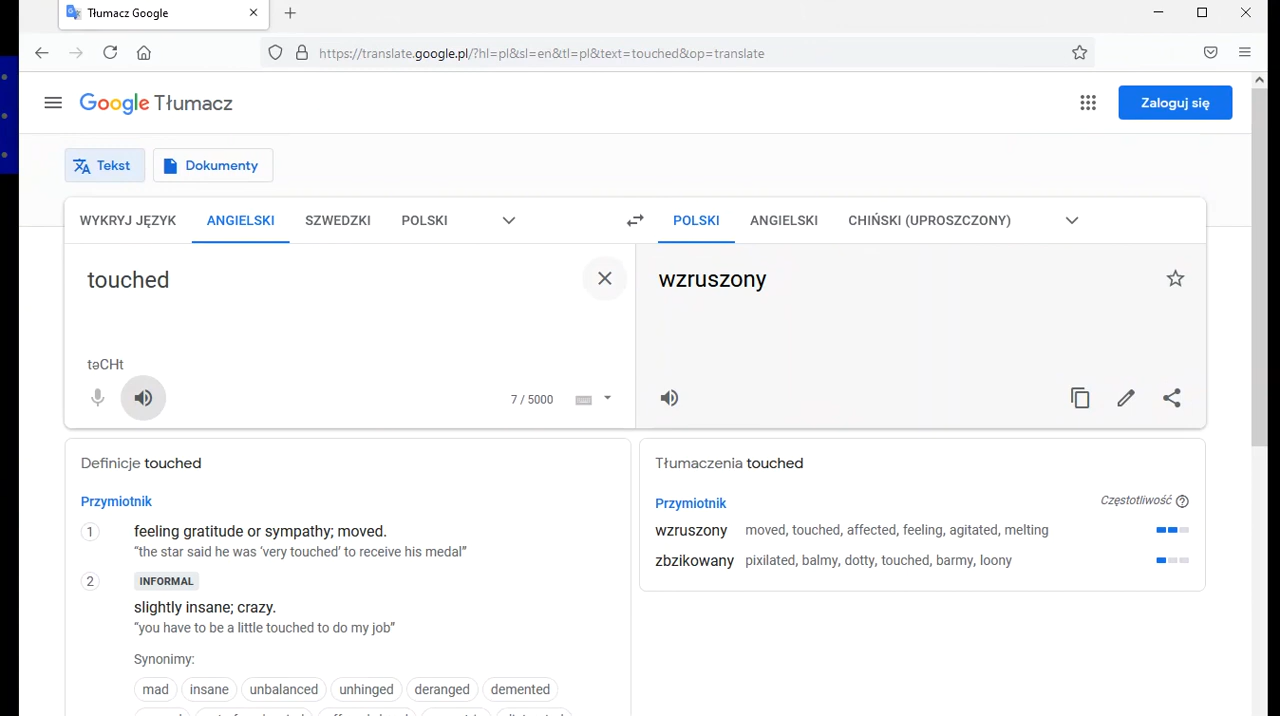 Tłumacz Google
https://translate.google.pl/?hl=pl&sl=en&tl=pl&text=touched&op=translate
Google Tłumacz
Zaloguj się
Tekst
Dokumenty
WYKRYJ JĘZYK ANGIELSKI SZWEDZKI POLSKI
POLSKI ANGIELSKI CHIŃSKI (UPROSZCZONY)
touched
wzruszony
təCHt
7 / 5000
Definicje touched
Przymiotnik
1 feeling gratitude or sympathy; moved.
“the star said he was ‘very touched’ to receive his medal”
2 INFORMAL
slightly insane; crazy.
“you have to be a little touched to do my job”
Synonimy:
mad insane unbalanced unhinged deranged demented
Tłumaczenia touched
Przymiotnik Częstotliwość
wzruszony moved, touched, affected, feeling, agitated, melting
zbzikowany pixilated, balmy, dotty, touched, barmy, loony